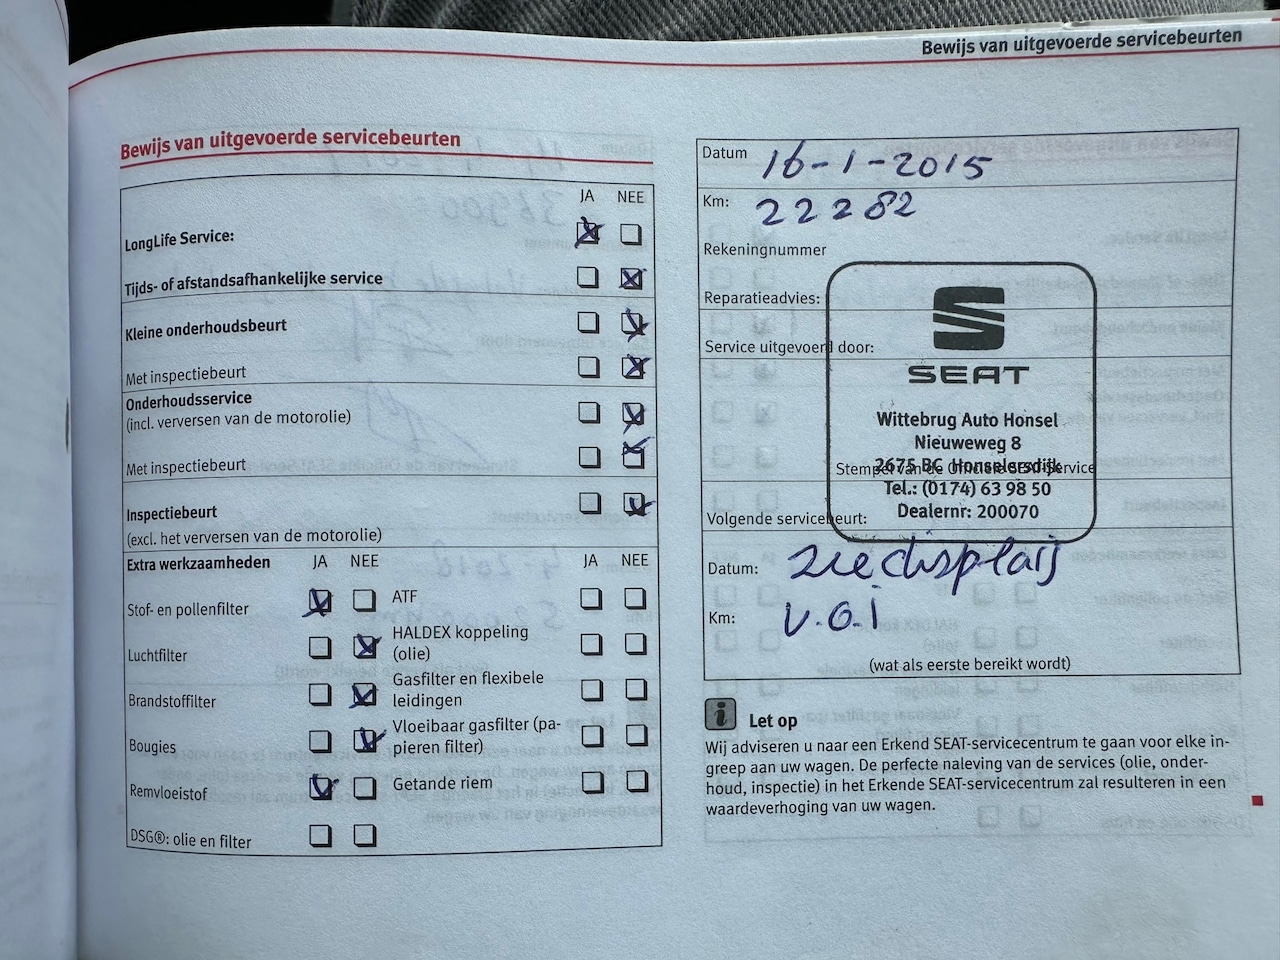 Bewijs van uitgevoerde servicebeurten
Bewijs van uitgevoerde servicebeurten
JA NEE
LongLife Service:
Tijds- of afstandsafhankelijke service
Kleine onderhoudsbeurt
Met inspectiebeurt
Onderhoudsservice
(incl. verversen van de motorolie)
Met inspectiebeurt
Inspectiebeurt
(excl. het verversen van de motorolie)
Extra werkzaamheden JA NEE JA NEE
Stof- en pollenfilter
ATF
Luchtfilter
HALDEX koppeling
(olie)
Brandstoffilter
Gasfilter en flexibele
leidingen
Bougies
Vloeibaar gasfilter (pa-
pieren filter)
Remvloeistof
Getande riem
DSG®: olie en filter
Datum 16-1-2015
Km: 22282
Rekeningnummer
Reparatieadvies:
Service uitgevoerd door:
SEAT
Wittebrug Auto Honsel
Nieuweweg 8
2675 BC Honselersdijk
Stempel van de Officiële SEAT-Service
Tel.: (0174) 63 98 50
Dealernr: 200070
Volgende servicebeurt:
Datum: zie displaij
Km: V.O.I
(wat als eerste bereikt wordt)
Let op
Wij adviseren u naar een Erkend SEAT-servicecentrum te gaan voor elke in-
greep aan uw wagen. De perfecte naleving van de services (olie, onder-
houd, inspectie) in het Erkende SEAT-servicecentrum zal resulteren in een
waardeverhoging van uw wagen.